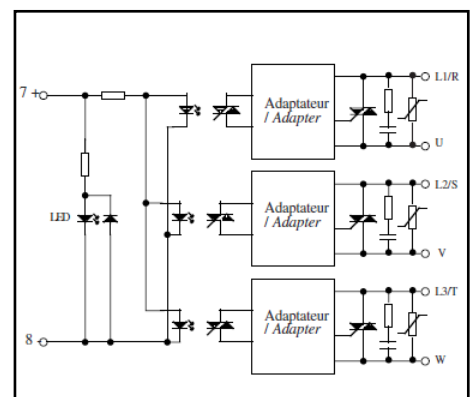 7 +
LED
8 -
Adaptateur
/ Adapter
L1/R
U
Adaptateur
/ Adapter
L2/S
V
Adaptateur
/ Adapter
L3/T
W